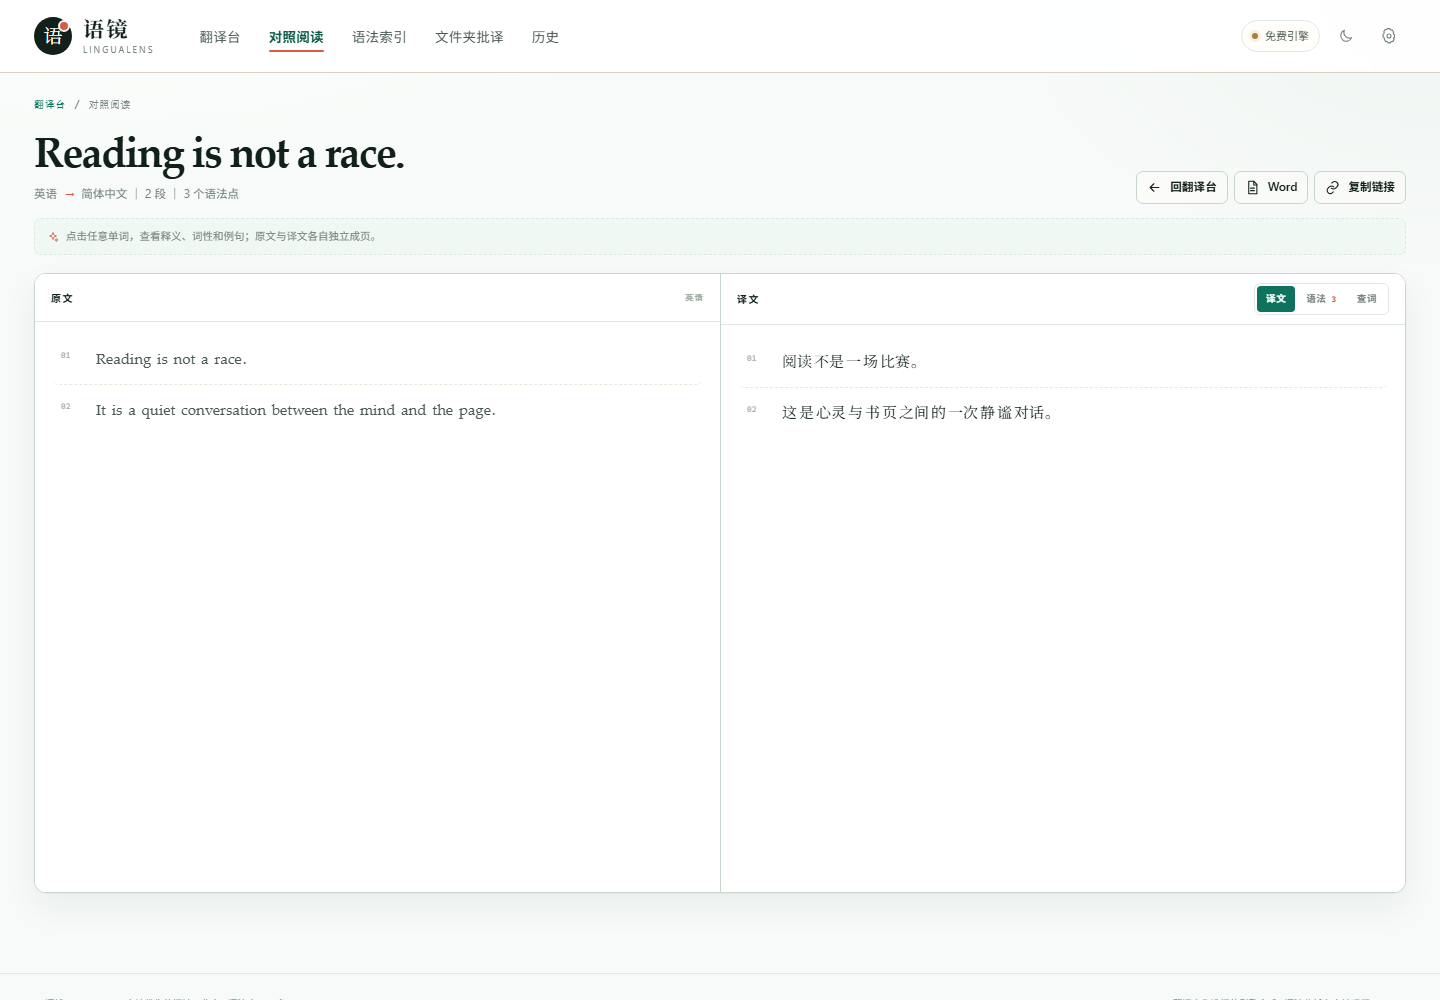 语
语镜
LINGUALENS
翻译台
对照阅读
语法索引
文件夹批译
历史
免费引擎
翻译台 / 对照阅读
Reading is not a race.
英语 → 简体中文 | 2 段 | 3 个语法点
← 回翻译台
Word
复制链接
点击任意单词，查看释义、词性和例句；原文与译文各自独立成页。
原文
英语
01 Reading is not a race.
02 It is a quiet conversation between the mind and the page.
译文
译文
语法 3
查词
01 阅读不是一场比赛。
02 这是心灵与书页之间的一次静谧对话。